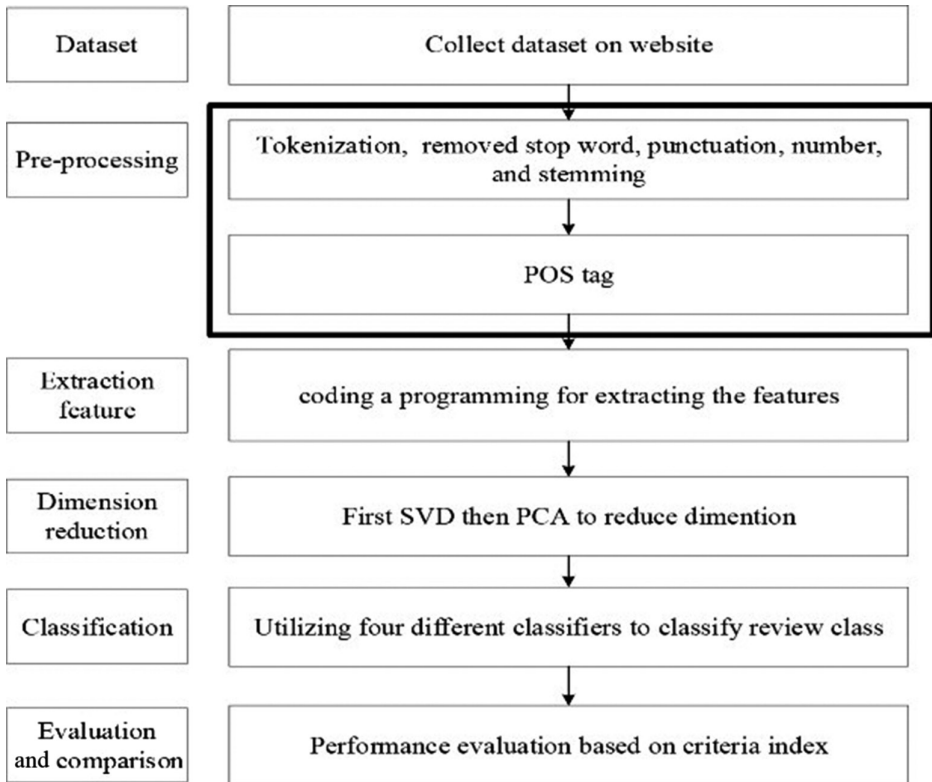 Dataset
Collect dataset on website
Pre-processing
Tokenization, removed stop word, punctuation, number,
and stemming
POS tag
Extraction
feature
coding a programming for extracting the features
Dimension
reduction
First SVD then PCA to reduce dimention
Classification
Utilizing four different classifiers to classify review class
Evaluation
and comparison
Performance evaluation based on criteria index